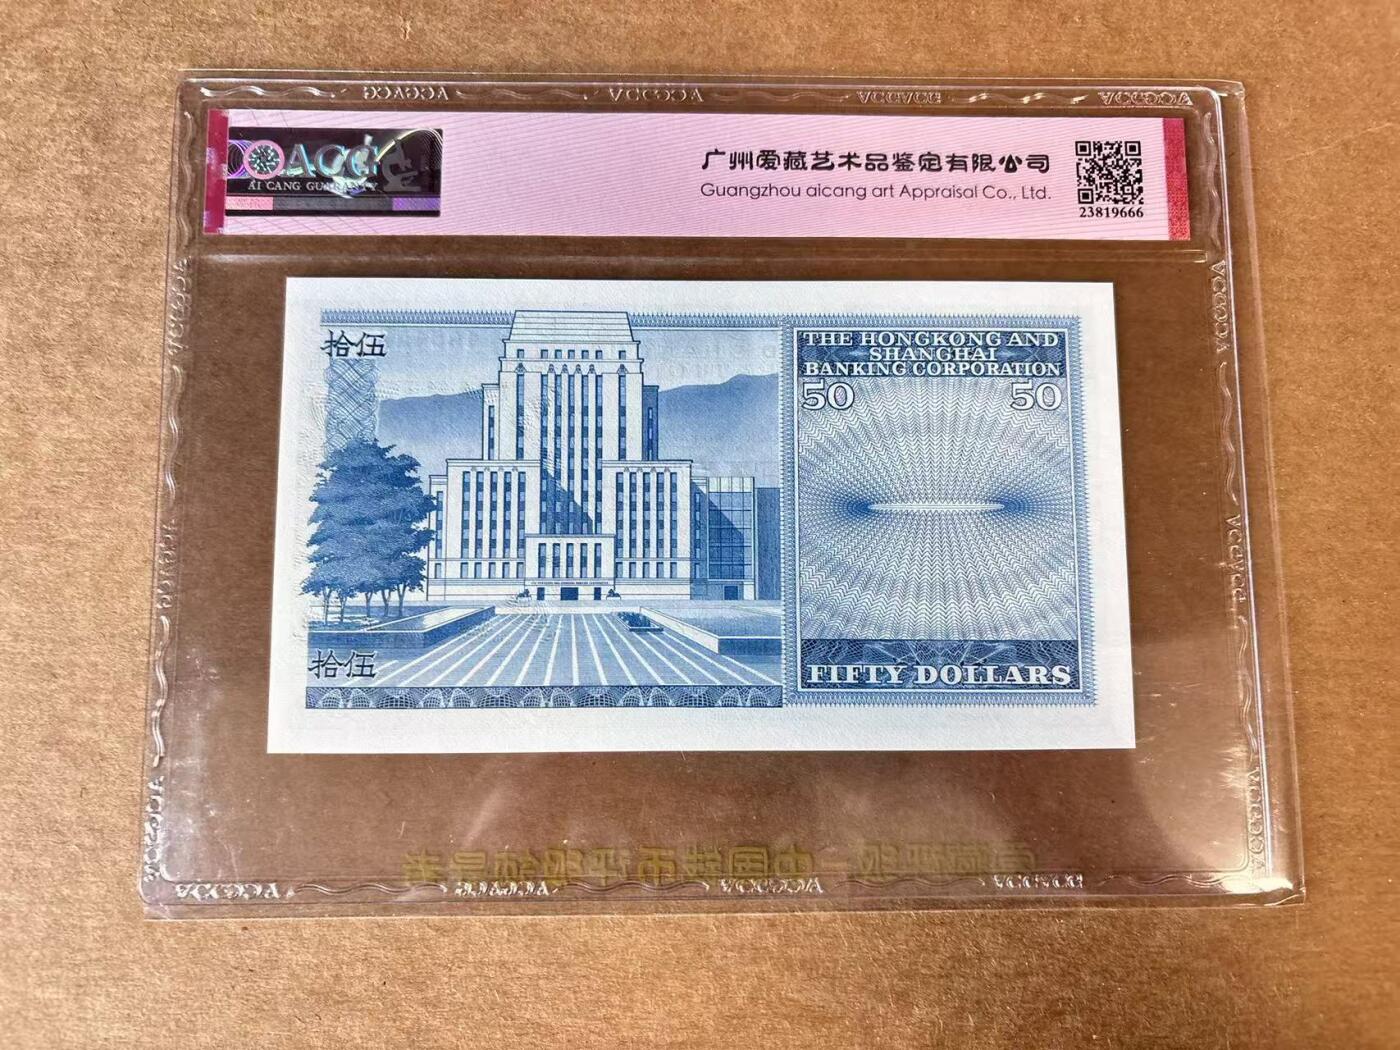 ACG
AI CANG GUARANTY
广州爱藏艺术品鉴定有限公司
Guangzhou aicang art Appraisal Co., Ltd.
23819666
拾伍
THE HONGKONG AND
SHANGHAI
BANKING CORPORATION
50 50
拾伍
FIFTY DOLLARS